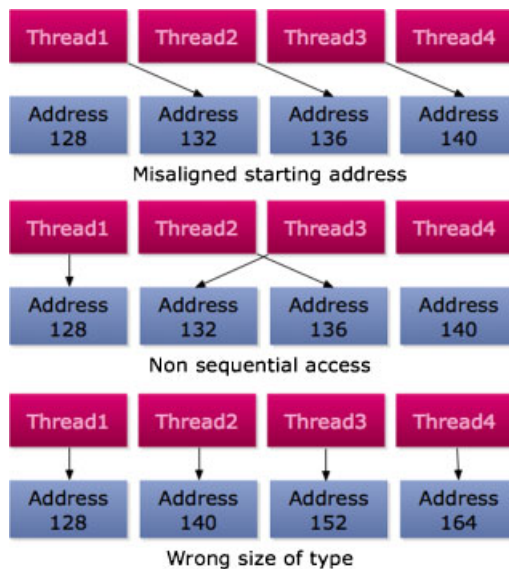 Thread1 Thread2 Thread3 Thread4
Address Address Address Address
128 132 136 140
Misaligned starting address
Thread1 Thread2 Thread3 Thread4
Address Address Address Address
128 132 136 140
Non sequential access
Thread1 Thread2 Thread3 Thread4
Address Address Address Address
128 140 152 164
Wrong size of type